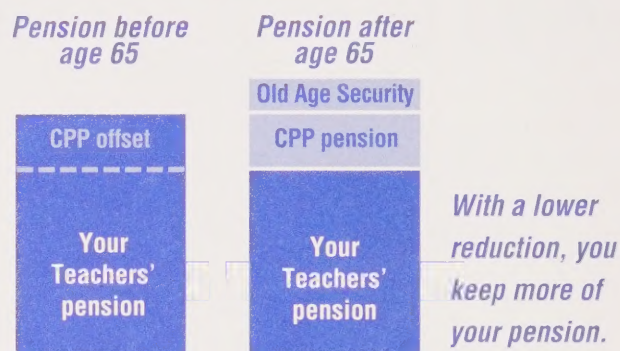 Pension before
age 65
Pension after
age 65
Old Age Security
CPP offset
CPP pension
Your
Teachers'
pension
Your
Teachers'
pension
With a lower
reduction, you
keep more of
your pension.